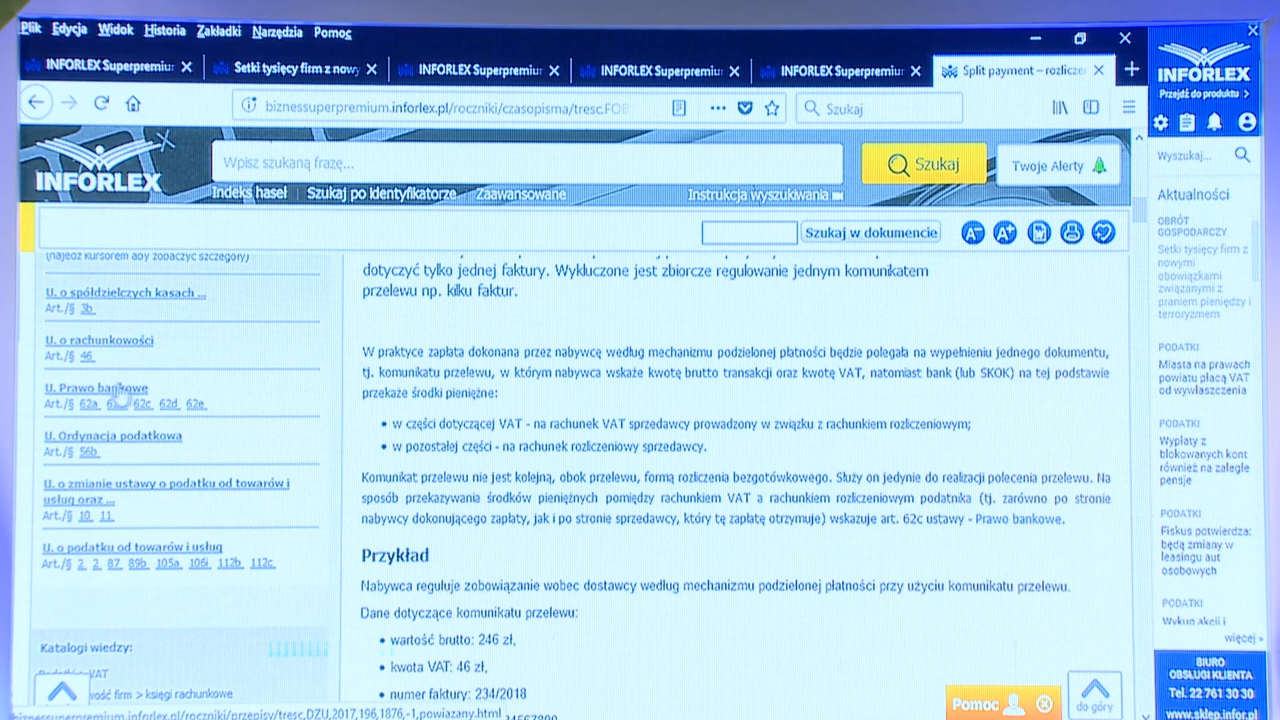 Plik Edycja Widok Historia Zakładki Narzędzia Pomoc
INFORLEX Superpremiu
Setki tysięcy firm z nowy
INFORLEX Superpremiu
INFORLEX Superpremiu
INFORLEX Superpremiu
Split payment – rozlicze
biznessuperpremium.inforlex.pl/roczniki/czasopisma/tresc,FOB
Szukaj
INFORLEX
Wpisz szukaną frazę...
Szukaj
Twoje Alerty
Indeks haseł Szukaj po identyfikatorze Zaawansowane Instrukcja wyszukiwania
Szukaj w dokumencie
A- A+
(najedź kursorem aby zobaczyć szczegóły)
U. o spółdzielczych kasach ...
Art./§ 3b
U. o rachunkowości
Art./§ 46
U. Prawo bankowe
Art./§ 62a 62c 62d 62e
U. Ordynacja podatkowa
Art./§ 56b
U. o zmianie ustawy o podatku od towarów i
usług oraz ...
Art./§ 10 11
U. o podatku od towarów i usług
Art./§ 2 2 87 89b 105a 106i 112b 112c
Katalogi wiedzy:
VAT
wość firm > księgi rachunkowe
dotyczyć tylko jednej faktury. Wykluczone jest zbiorcze regulowanie jednym komunikatem
przelewu np. kilku faktur.
W praktyce zapłata dokonana przez nabywcę według mechanizmu podzielonej płatności będzie polegała na wypełnieniu jednego dokumentu,
tj. komunikatu przelewu, w którym nabywca wskaże kwotę brutto transakcji oraz kwotę VAT, natomiast bank (lub SKOK) na tej podstawie
przekaże środki pieniężne:
• w części dotyczącej VAT - na rachunek VAT sprzedawcy prowadzony w związku z rachunkiem rozliczeniowym;
• w pozostałej części - na rachunek rozliczeniowy sprzedawcy.
Komunikat przelewu nie jest kolejną, obok przelewu, formą rozliczenia bezgotówkowego. Służy on jedynie do realizacji polecenia przelewu. Na
sposób przekazywania środków pieniężnych pomiędzy rachunkiem VAT a rachunkiem rozliczeniowym podatnika (tj. zarówno po stronie
nabywcy dokonującego zapłaty, jak i po stronie sprzedawcy, który tę zapłatę otrzymuje) wskazuje art. 62c ustawy - Prawo bankowe.
Przykład
Nabywca reguluje zobowiązanie wobec dostawcy według mechanizmu podzielonej płatności przy użyciu komunikatu przelewu.
Dane dotyczące komunikatu przelewu:
• wartość brutto: 246 zł,
• kwota VAT: 46 zł,
• numer faktury: 234/2018
biznessuperpremium.inforlex.pl/roczniki/przepisy/tresc,DZU,2017,196,1876,-1,powiazany.html
Pomoc
do góry
INFORLEX
Przejdź do produktu >
Wyszukaj...
Aktualności
OBRÓT
GOSPODARCZY
Setki tysięcy firm z
nowymi
obowiązkami
związanymi z
praniem pieniędzy i
terroryzmem
PODATKI
Miasta na prawach
powiatu płacą VAT
od wywłaszczenia
PODATKI
Wypłaty z
blokowanych kont
również na zaległe
pensje
PODATKI
Fiskus potwierdza:
będą zmiany w
leasingu aut
osobowych
PODATKI
Wykup akcji i
więcej »
BIURO
OBSŁUGI KLIENTA
Tel. 22 761 30 30
www.sklep.infor.pl